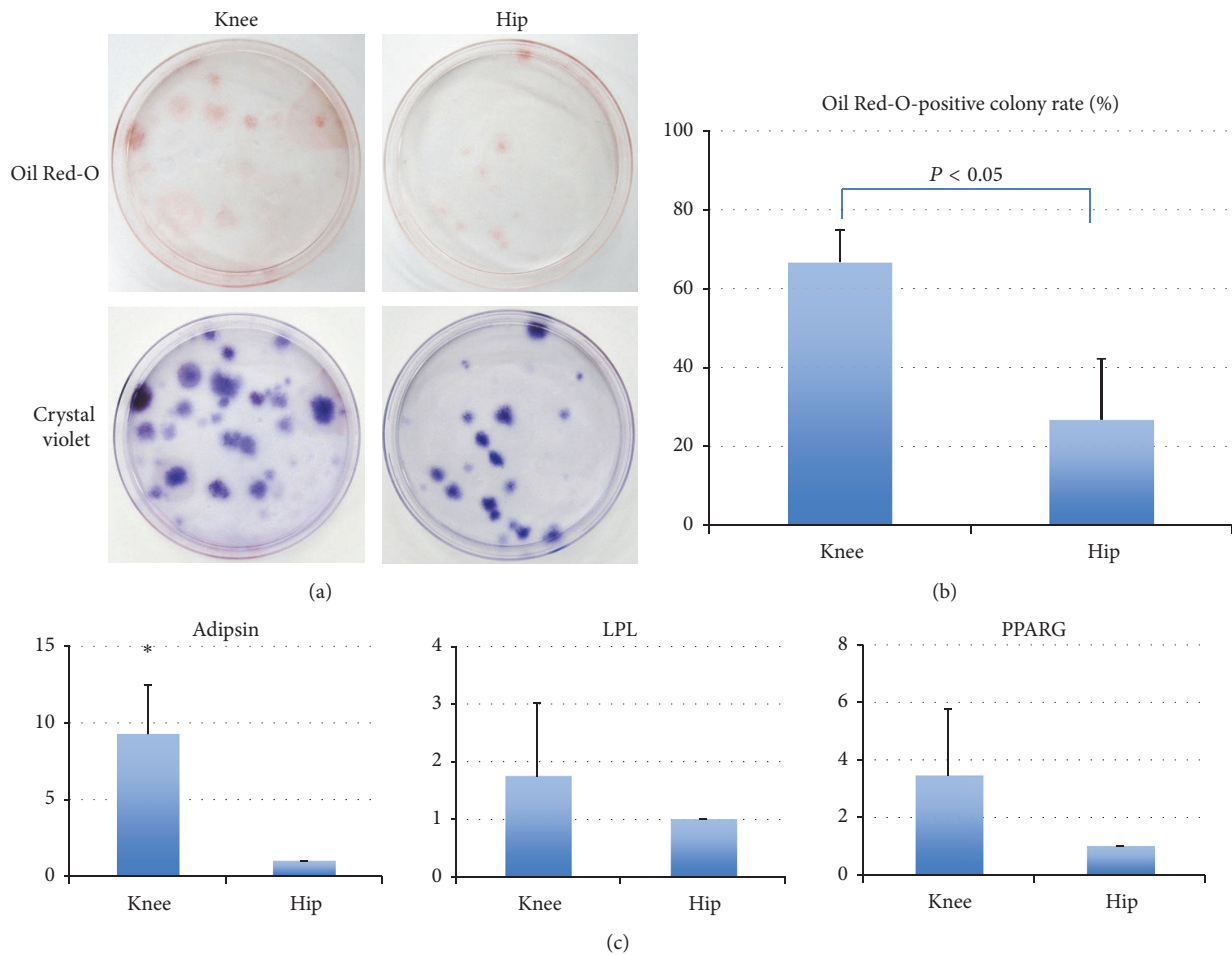 Knee
Hip
Oil Red-O
Crystal
violet
(a)
Oil Red-O-positive colony rate (%)
100
80
60
40
20
0
P < 0.05
Knee
Hip
(b)
Adipsin
15
10
5
0
*
Knee
Hip
LPL
4
3
2
1
0
Knee
Hip
PPARG
8
6
4
2
0
Knee
Hip
(c)